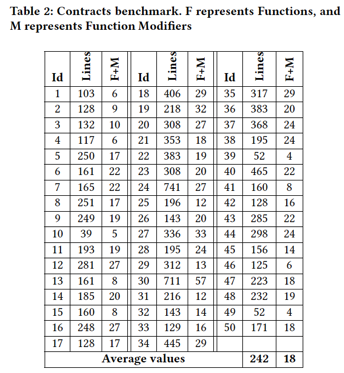 Table 2: Contracts benchmark. F represents Functions, and
M represents Function Modifiers
Id Lines F+M Id Lines F+M Id Lines F+M
1 103 6 18 406 29 35 317 29
2 128 9 19 218 32 36 383 20
3 132 10 20 308 27 37 368 24
4 117 6 21 353 18 38 195 24
5 250 17 22 383 19 39 52 4
6 161 22 23 308 20 40 465 22
7 165 22 24 741 27 41 160 8
8 251 17 25 196 12 42 128 16
9 249 19 26 143 20 43 285 22
10 39 5 27 336 33 44 298 24
11 193 19 28 195 24 45 156 14
12 281 27 29 312 13 46 125 6
13 161 8 30 711 57 47 223 18
14 185 20 31 216 12 48 232 19
15 160 8 32 143 14 49 52 4
16 248 27 33 129 16 50 171 18
17 128 17 34 445 29
Average values 242 18